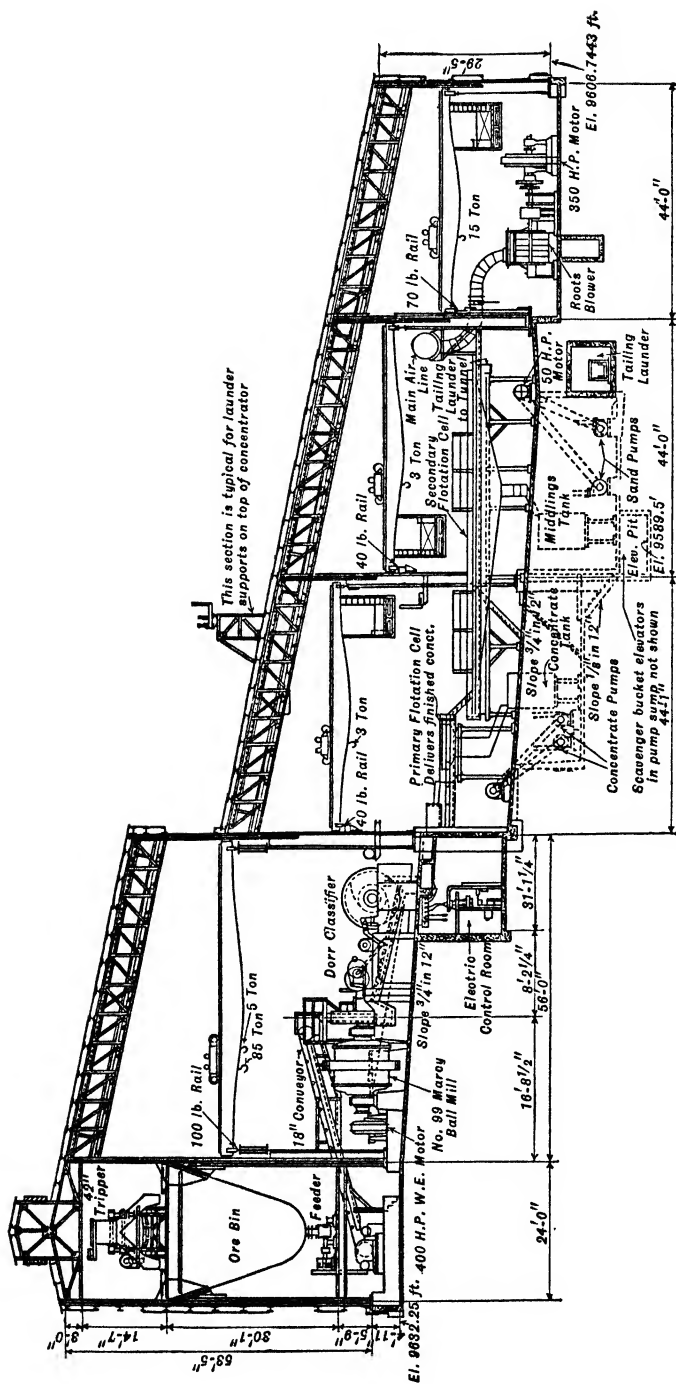 This section is typical for launder
supports on top of concentrator
42"
Tripper
Ore Bin
Feeder
100 lb. Rail
85 Ton
5 Ton
18" Conveyor
Dorr Classifier
No. 99 Marcy
Ball Mill
400 H.P. W.E. Motor
El. 9632.25 ft.
Slope 3/4" in 12"
Electric
Control Room
40 lb. Rail
3 Ton
Primary Flotation Cell
Delivers finished conct.
Slope 3/4" in 12"
Concentrate
Tank
Slope 1/8" in 12"
Concentrate Pumps
Scavenger bucket elevators
in pump sump not shown
40 lb. Rail
3 Ton
Secondary
Flotation Cell
Main Air
Line
Tailing
Launder
to Tunnel
Middlings
Tank
Elev. Pit
El. 9589.5'
Sand Pumps
50 H.P.
Motor
Tailing
Launder
70 lb. Rail
15 Ton
Roots
Blower
350 H.P. Motor
El. 9606.7443 ft.
29'-5"
3'-0"
14'-7"
30'-1"
5'-9"
4'-11"
53'-5"
24'-0"
16'-8 1/2"
8'-2 1/4"
31'-1 1/4"
56'-0"
44'-1"
44'-0"
44'-0"